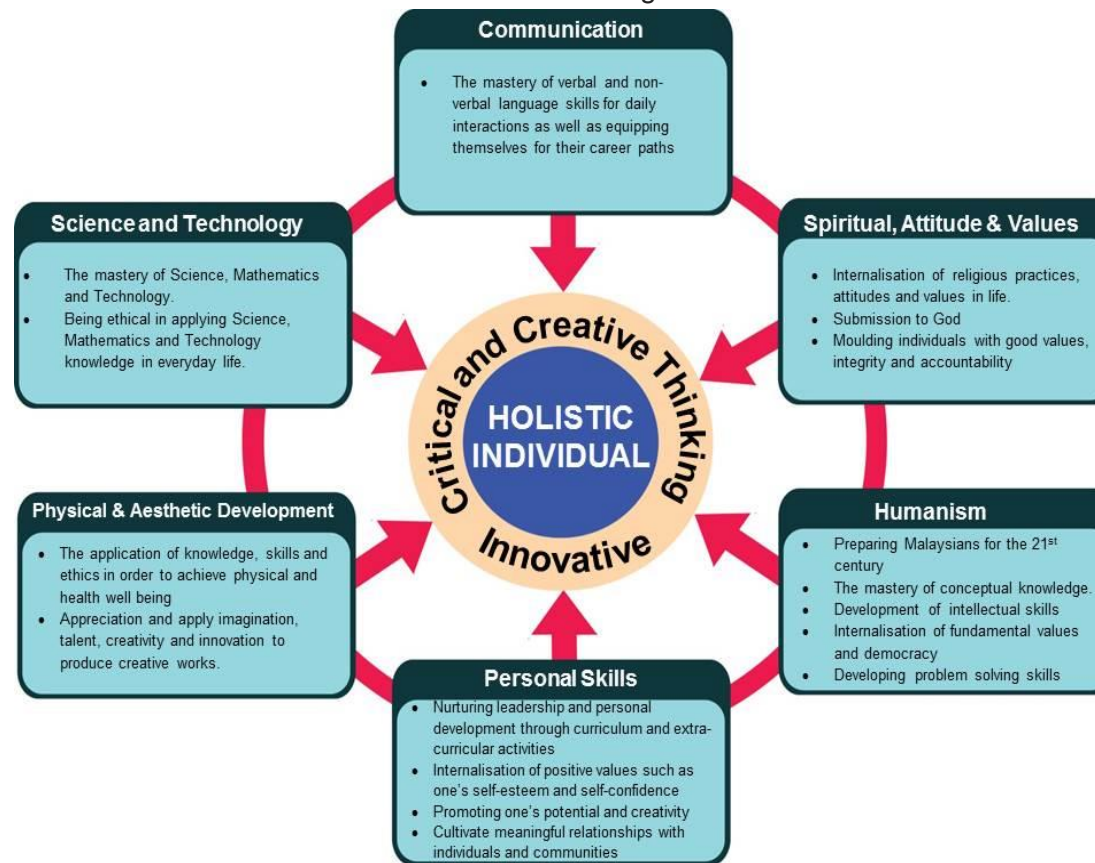 Communication
• The mastery of verbal and non-
verbal language skills for daily
interactions as well as equipping
themselves for their career paths
Science and Technology
• The mastery of Science, Mathematics
and Technology.
• Being ethical in applying Science,
Mathematics and Technology
knowledge in everyday life.
Spiritual, Attitude & Values
• Internalisation of religious practices,
attitudes and values in life.
• Submission to God
• Moulding individuals with good values,
integrity and accountability
Critical and Creative Thinking
HOLISTIC
INDIVIDUAL
Innovative
Physical & Aesthetic Development
• The application of knowledge, skills and
ethics in order to achieve physical and
health well being
• Appreciation and apply imagination,
talent, creativity and innovation to
produce creative works.
Humanism
• Preparing Malaysians for the 21st
century
• The mastery of conceptual knowledge.
• Development of intellectual skills
• Internalisation of fundamental values
and democracy
• Developing problem solving skills
Personal Skills
• Nurturing leadership and personal
development through curriculum and extra-
curricular activities
• Internalisation of positive values such as
one's self-esteem and self-confidence
• Promoting one's potential and creativity
• Cultivate meaningful relationships with
individuals and communities